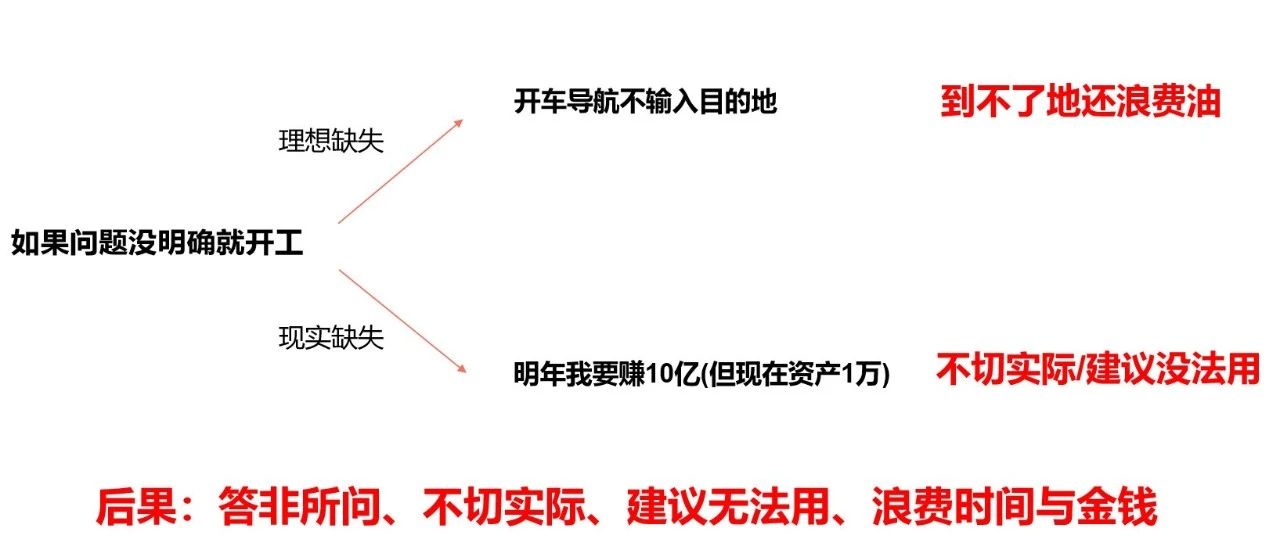 开车导航不输入目的地
到不了地还浪费油
理想缺失
如果问题没明确就开工
现实缺失
明年我要赚10亿(但现在资产1万)
不切实际/建议没法用
后果：答非所问、不切实际、建议无法用、浪费时间与金钱